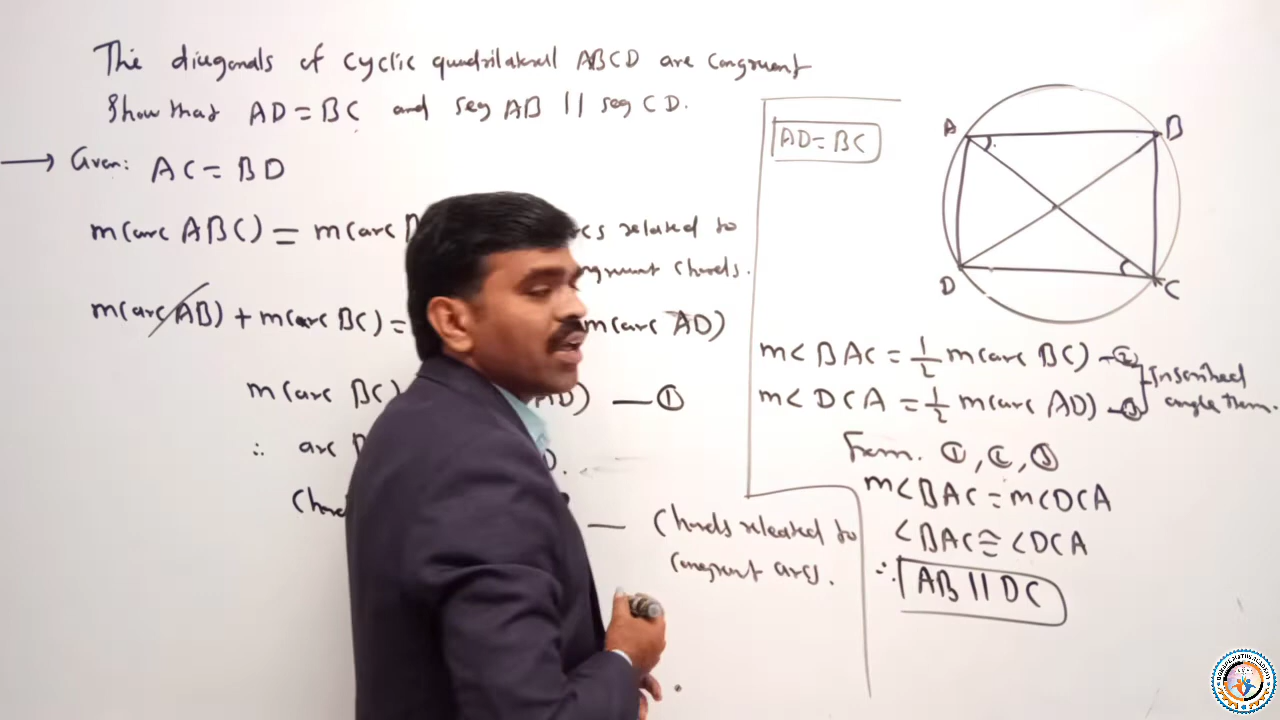 The diagonals of cyclic quadrilateral ABCD are congruent
Show that AD = BC and seg AB || seg CD.
→ Given: AC = BD
m(arc ABC) = m(arc
related to
congruent chords.
m(arc AB) + m(arc BC) =
m(arc AD)
m(arc BC)
AD) — ①
∴ arc
D.
Chord
— Chords related to
congruent arcs.
AD = BC
A
B
D
C
m<BAC = 1/2 m(arc BC) — ②
m<DCA = 1/2 m(arc AD) — ③
Inscribed
angle them.
From. ①, ②, ③
m<BAC = m<DCA
<BAC ≅ <DCA
∴ AB || DC